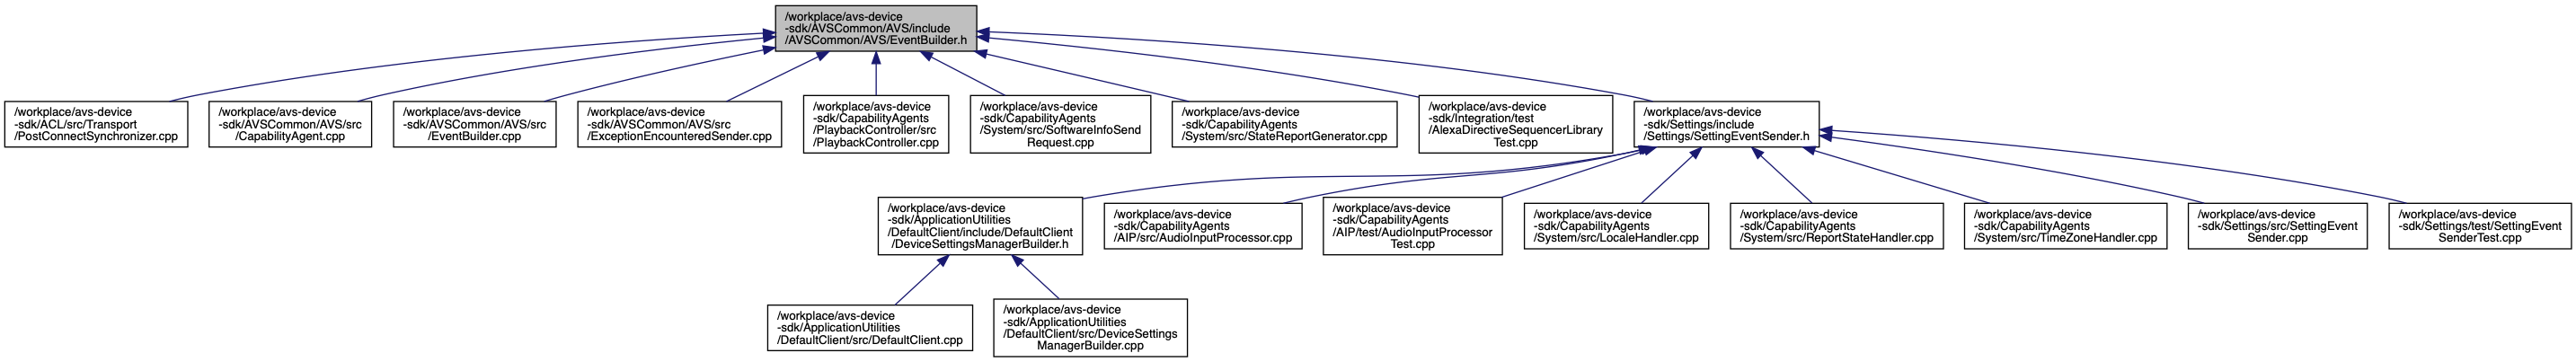 /workplace/avs-device
-sdk/AVSCommon/AVS/include
/AVSCommon/AVS/EventBuilder.h
/workplace/avs-device
-sdk/ACL/src/Transport
/PostConnectSynchronizer.cpp
/workplace/avs-device
-sdk/AVSCommon/AVS/src
/CapabilityAgent.cpp
/workplace/avs-device
-sdk/AVSCommon/AVS/src
/EventBuilder.cpp
/workplace/avs-device
-sdk/AVSCommon/AVS/src
/ExceptionEncounteredSender.cpp
/workplace/avs-device
-sdk/CapabilityAgents
/PlaybackController/src
/PlaybackController.cpp
/workplace/avs-device
-sdk/CapabilityAgents
/System/src/SoftwareInfoSend
Request.cpp
/workplace/avs-device
-sdk/CapabilityAgents
/System/src/StateReportGenerator.cpp
/workplace/avs-device
-sdk/Integration/test
/AlexaDirectiveSequencerLibrary
Test.cpp
/workplace/avs-device
-sdk/Settings/include
/Settings/SettingEventSender.h
/workplace/avs-device
-sdk/ApplicationUtilities
/DefaultClient/include/DefaultClient
/DeviceSettingsManagerBuilder.h
/workplace/avs-device
-sdk/CapabilityAgents
/AIP/src/AudioInputProcessor.cpp
/workplace/avs-device
-sdk/CapabilityAgents
/AIP/test/AudioInputProcessor
Test.cpp
/workplace/avs-device
-sdk/CapabilityAgents
/System/src/LocaleHandler.cpp
/workplace/avs-device
-sdk/CapabilityAgents
/System/src/ReportStateHandler.cpp
/workplace/avs-device
-sdk/CapabilityAgents
/System/src/TimeZoneHandler.cpp
/workplace/avs-device
-sdk/Settings/src/SettingEvent
Sender.cpp
/workplace/avs-device
-sdk/Settings/test/SettingEvent
SenderTest.cpp
/workplace/avs-device
-sdk/ApplicationUtilities
/DefaultClient/src/DefaultClient.cpp
/workplace/avs-device
-sdk/ApplicationUtilities
/DefaultClient/src/DeviceSettings
ManagerBuilder.cpp